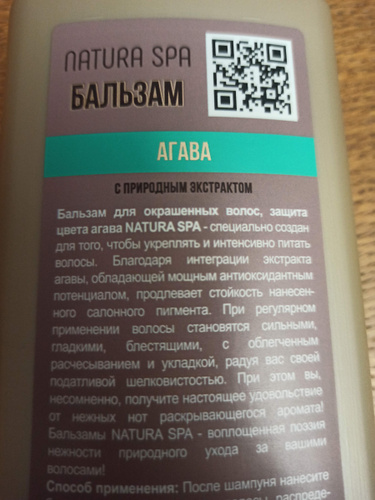 NATURA SPA
БАЛЬЗАМ
АГАВА
С ПРИРОДНЫМ ЭКСТРАКТОМ
Бальзам для окрашенных волос, защита
цвета агава NATURA SPA - специально создан
для того, чтобы укреплять и интенсивно питать
волосы. Благодаря интеграции экстракта
агавы, обладающей мощным антиоксидантным
потенциалом, продлевает стойкость нанесен-
ного салонного пигмента. При регулярном
применении волосы становятся сильными,
гладкими, блестящими, с облегченным
расчесыванием и укладкой, радуя вас своей
податливой шелковистостью. При этом вы,
несомненно, получите настоящее удовольствие
от нежных нот раскрывающегося аромата!
Бальзамы NATURA SPA - воплощенная поэзия
нежности природного ухода за вашими
волосами!
Способ применения: После шампуня нанесите